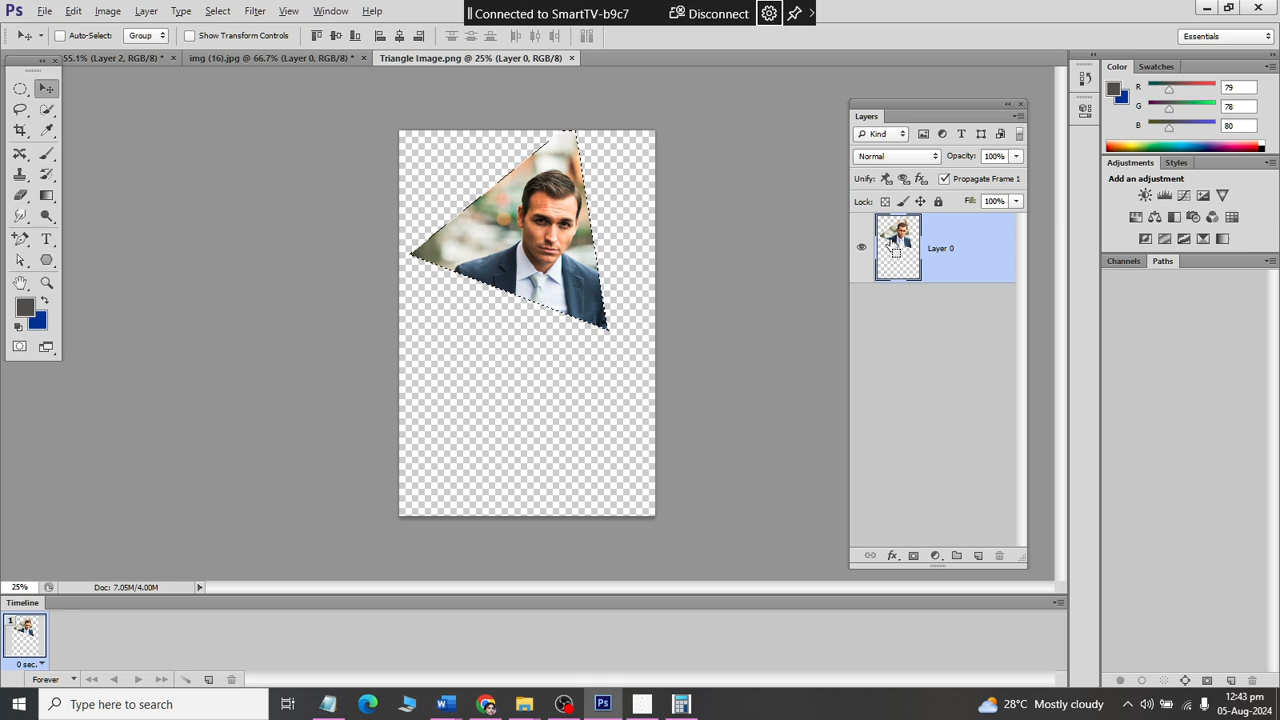 Connected to SmartTV-b9c7 Disconnect
Ps File Edit Image Layer Type Select Filter View Window Help
Auto-Select: Group Show Transform Controls Essentials
55.1% (Layer 2, RGB/8) * × img (16).jpg @ 66.7% (Layer 0, RGB/8) * × Triangle Image.png @ 25% (Layer 0, RGB/8) ×
Color Swatches
R 79
G 78
B 80
Layers
Kind
Normal Opacity: 100%
Unify: Propagate Frame 1
Lock: Fill: 100%
Layer 0
Adjustments Styles
Add an adjustment
Channels Paths
25% Doc: 7.05M/4.00M
Timeline
1
0 sec.
Forever
Type here to search
28°C Mostly cloudy
12:43 pm
05-Aug-2024